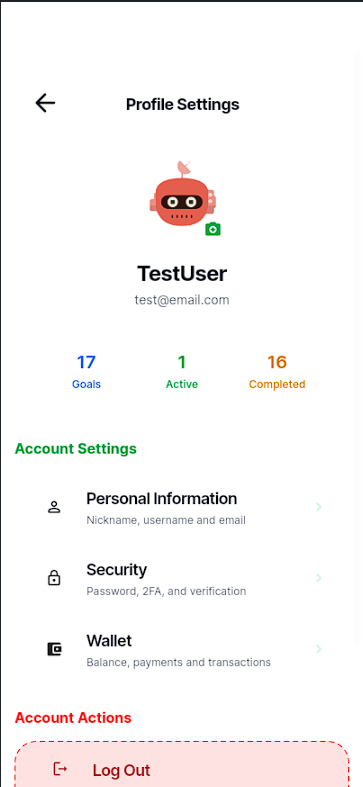 Profile Settings
TestUser
test@email.com
17 1 16
Goals Active Completed
Account Settings
Personal Information
Nickname, username and email
Security
Password, 2FA, and verification
Wallet
Balance, payments and transactions
Account Actions
Log Out